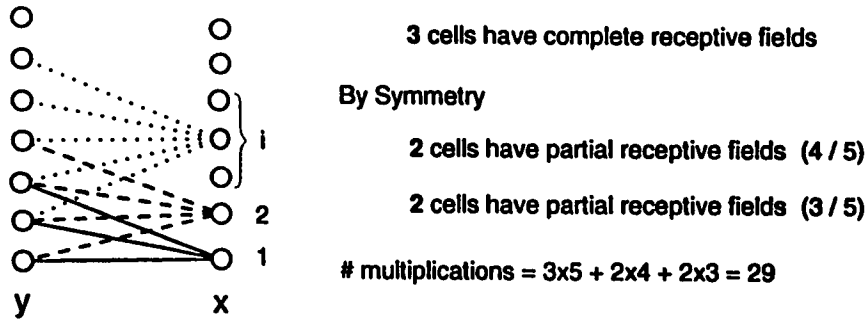 3 cells have complete receptive fields
By Symmetry
i
2 cells have partial receptive fields (4 / 5)
2
2 cells have partial receptive fields (3 / 5)
1
# multiplications = 3x5 + 2x4 + 2x3 = 29
y x